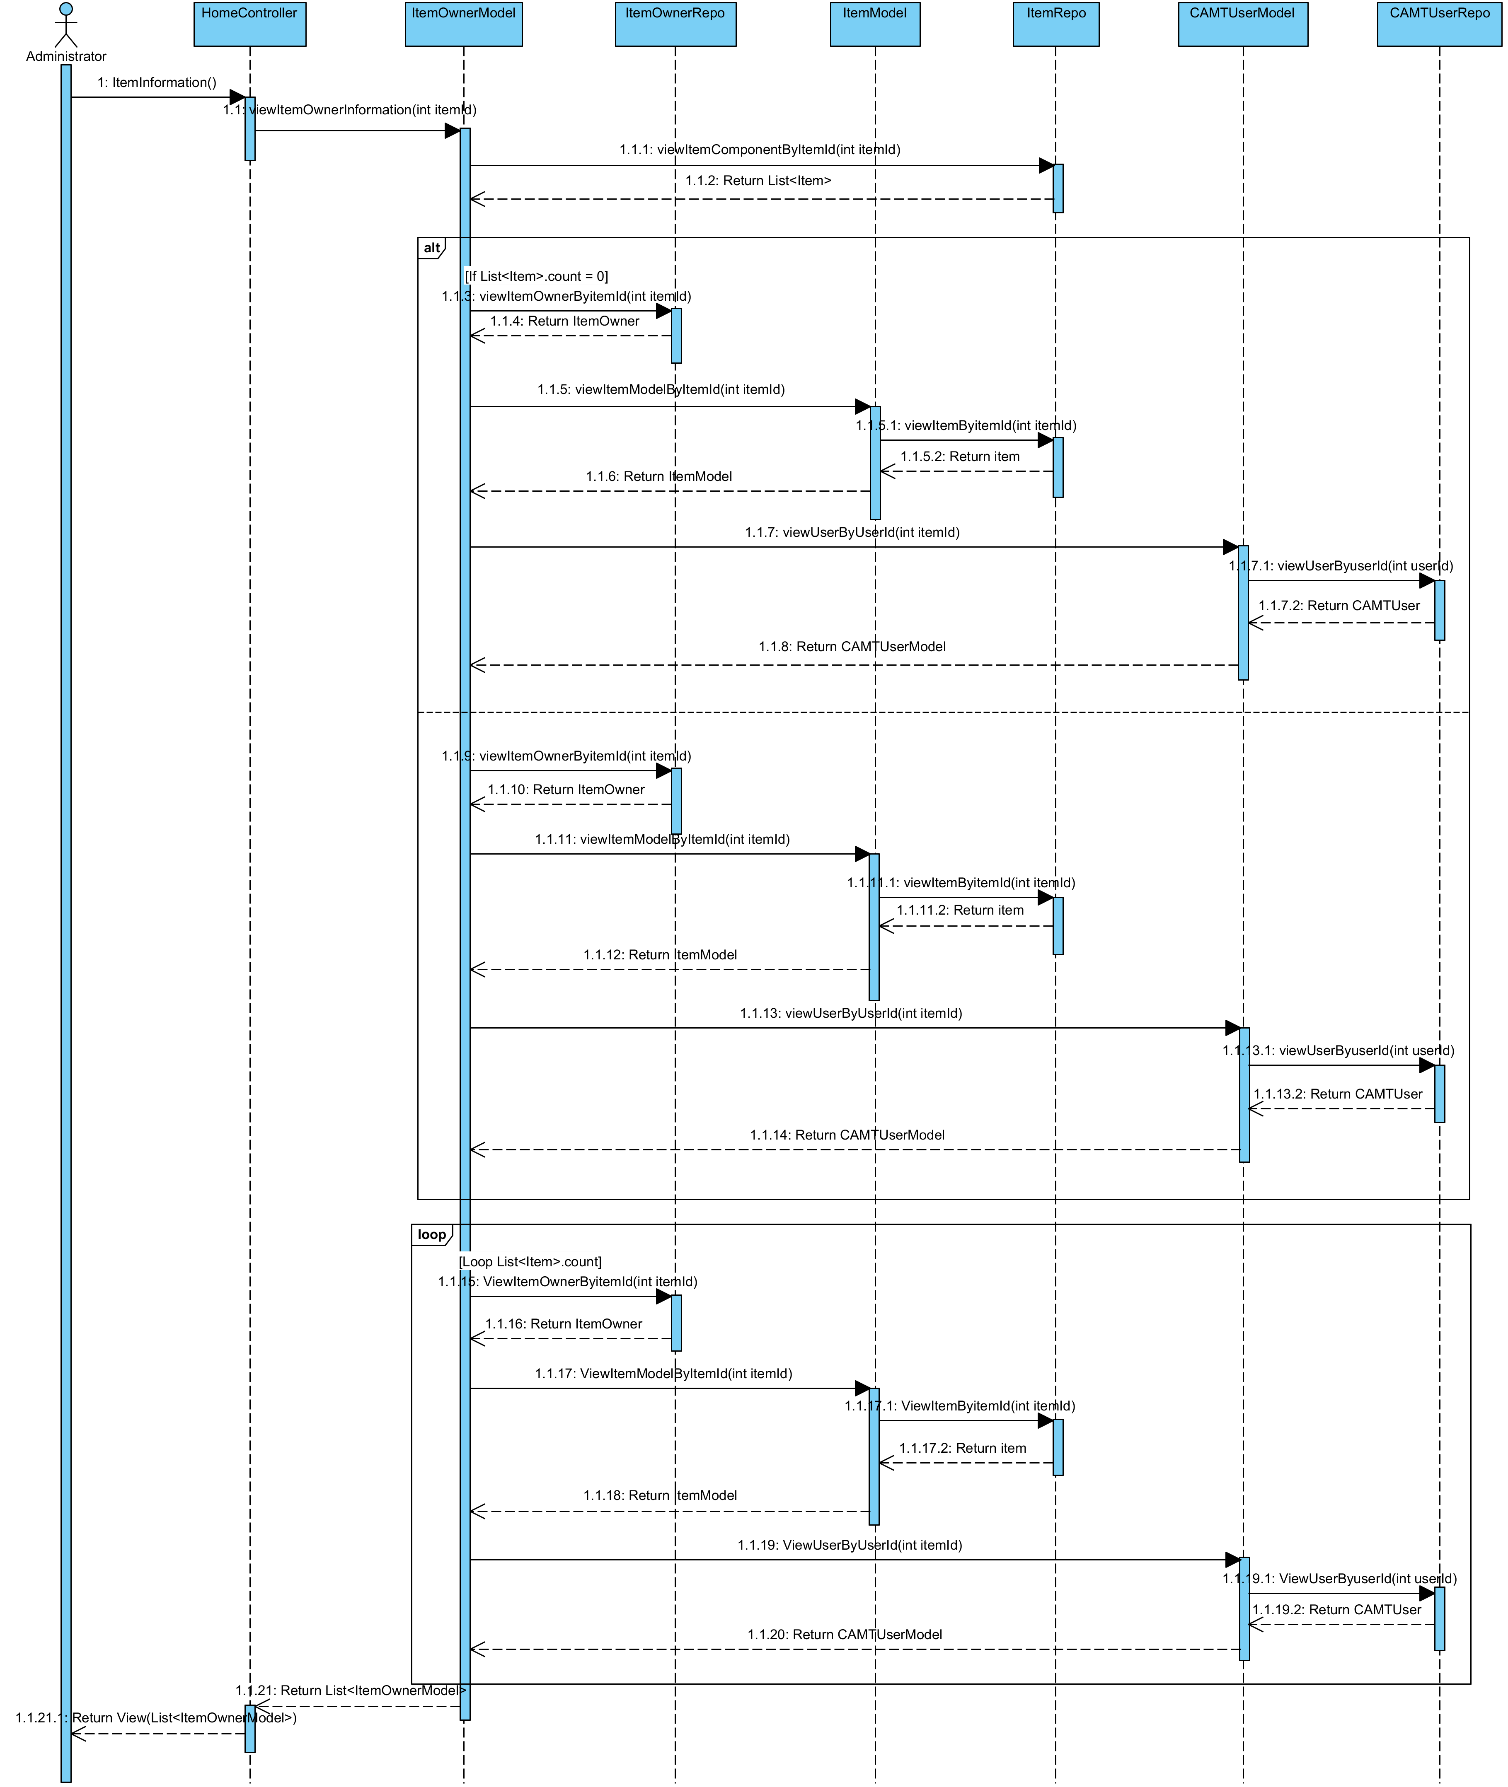 HomeController
ItemOwnerModel
ItemOwnerRepo
ItemModel
ItemRepo
CAMTUserModel
CAMTUserRepo
Administrator
1: ItemInformation()
1.1: viewItemOwnerInformation(int itemId)
1.1.1: viewItemComponentByItemId(int itemId)
1.1.2: Return List<Item>
alt
[If List<Item>.count = 0]
1.1.3: viewItemOwnerByitemId(int itemId)
1.1.4: Return ItemOwner
1.1.5: viewItemModelByItemId(int itemId)
1.1.5.1: viewItemByitemId(int itemId)
1.1.5.2: Return item
1.1.6: Return ItemModel
1.1.7: viewUserByUserId(int itemId)
1.1.7.1: viewUserByuserId(int userId)
1.1.7.2: Return CAMTUser
1.1.8: Return CAMTUserModel
1.1.9: viewItemOwnerByitemId(int itemId)
1.1.10: Return ItemOwner
1.1.11: viewItemModelByItemId(int itemId)
1.1.11.1: viewItemByitemId(int itemId)
1.1.11.2: Return item
1.1.12: Return ItemModel
1.1.13: viewUserByUserId(int itemId)
1.1.13.1: viewUserByuserId(int userId)
1.1.13.2: Return CAMTUser
1.1.14: Return CAMTUserModel
loop
[Loop List<Item>.count]
1.1.15: ViewItemOwnerByitemId(int itemId)
1.1.16: Return ItemOwner
1.1.17: ViewItemModelByItemId(int itemId)
1.1.17.1: ViewItemByitemId(int itemId)
1.1.17.2: Return item
1.1.18: Return ItemModel
1.1.19: ViewUserByUserId(int itemId)
1.1.19.1: ViewUserByuserId(int userId)
1.1.19.2: Return CAMTUser
1.1.20: Return CAMTUserModel
1.1.21: Return List<ItemOwnerModel>
1.1.21.1: Return View(List<ItemOwnerModel>)